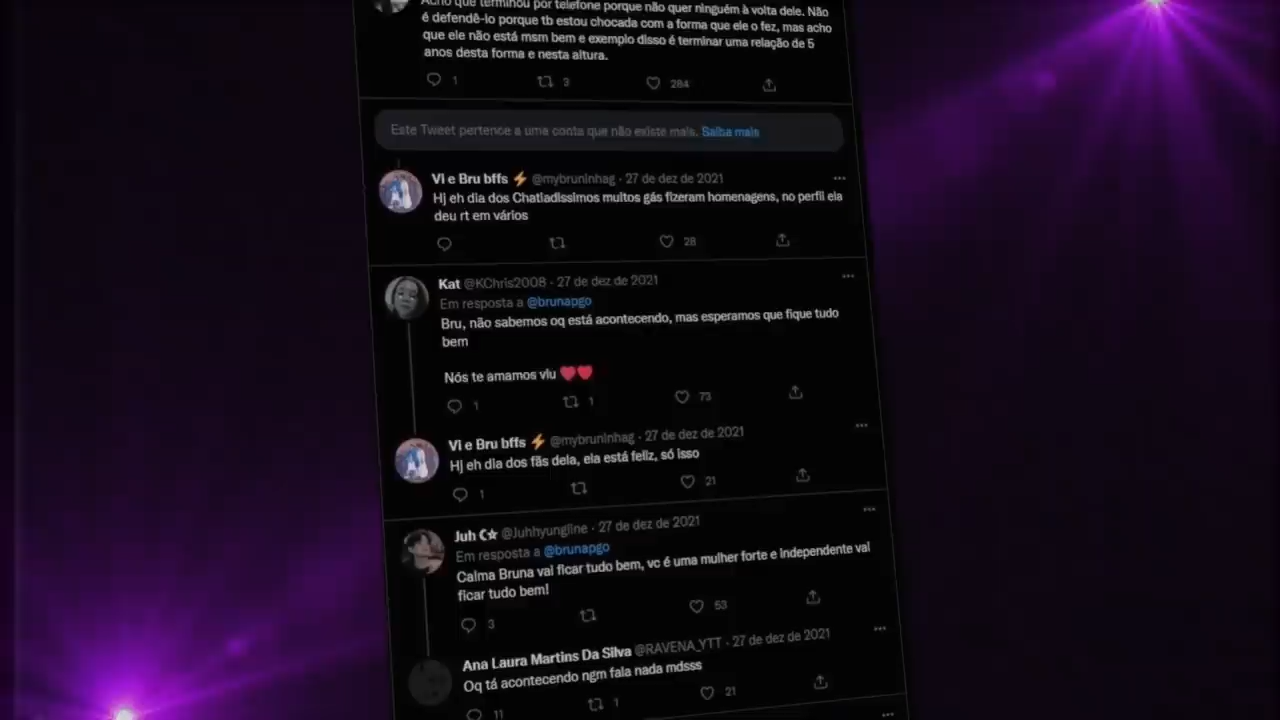 Acho que terminou por telefone porque não quer ninguém à volta dele. Não
é defendê-lo porque tb estou chocada com a forma que ele o fez, mas acho
que ele não está msm bem e exemplo disso é terminar uma relação de 5
anos desta forma e nesta altura.
1 3 284
Este Tweet pertence a uma conta que não existe mais. Saiba mais
Vi e Bru bffs ⚡ @mybruninhag · 27 de dez de 2021
Hj eh dia dos Chatiadissimos muitos gás fizeram homenagens, no perfil ela
deu rt em vários
28
Kat @KChris2008 · 27 de dez de 2021
Em resposta a @brunapgo
Bru, não sabemos oq está acontecendo, mas esperamos que fique tudo
bem
Nós te amamos viu ❤️❤️
1 1 73
Vi e Bru bffs ⚡ @mybruninhag · 27 de dez de 2021
Hj eh dia dos fãs dela, ela está feliz, só isso
1 21
Juh ☾★ @Juhhyungline · 27 de dez de 2021
Em resposta a @brunapgo
Calma Bruna vai ficar tudo bem, vc é uma mulher forte e independente vai
ficar tudo bem!
3 53
Ana Laura Martins Da Silva @RAVENA_YTT · 27 de dez de 2021
Oq tá acontecendo ngm fala nada mdsss
11 1 21